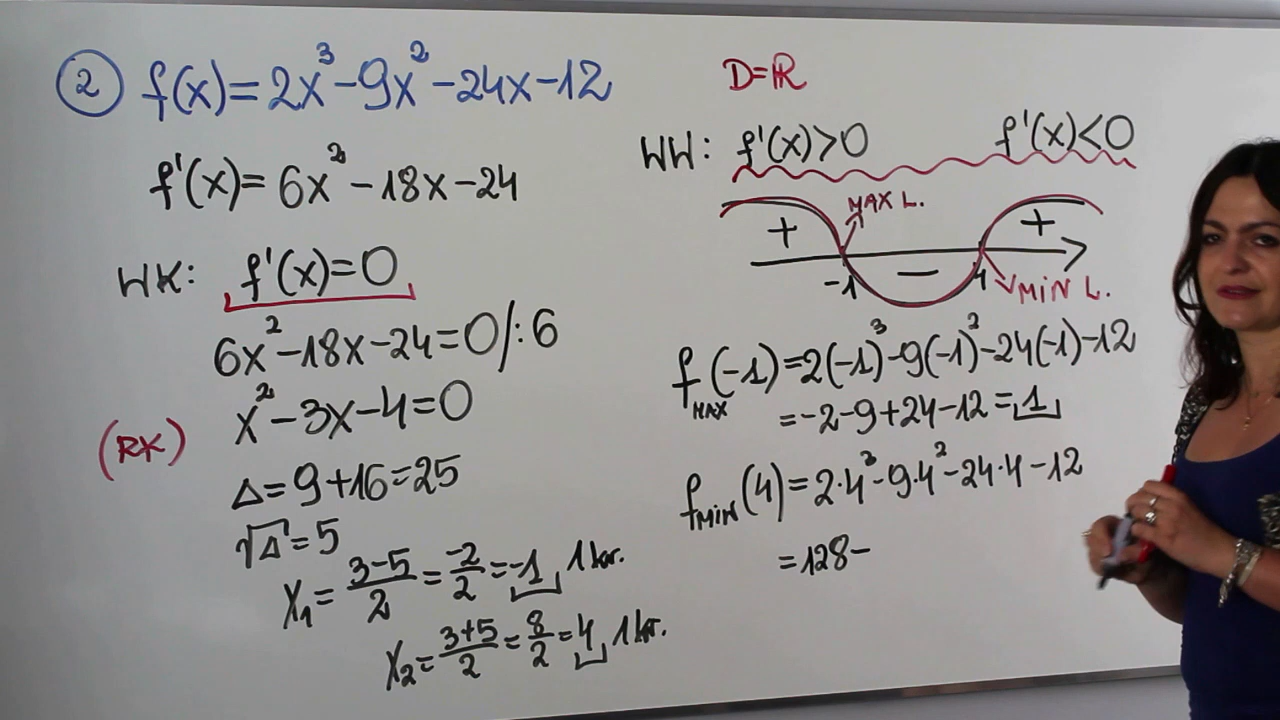 ② f(x)=2x³-9x²-24x-12
f'(x)=6x²-18x-24
WK: f'(x)=0
6x²-18x-24=0/:6
x²-3x-4=0
(RK)
Δ=9+16=25
√Δ=5
x₁=(3-5)/2=-2/2=-1 1kr.
x₂=(3+5)/2=8/2=4 1kr.
D=ℝ
WW: f'(x)>0 f'(x)<0
MAX L.
+ - +
-1 4
MIN L.
f_MAX(-1)=2(-1)³-9(-1)²-24(-1)-12
=-2-9+24-12=1
f_MIN(4)=2·4³-9·4²-24·4-12
=128-